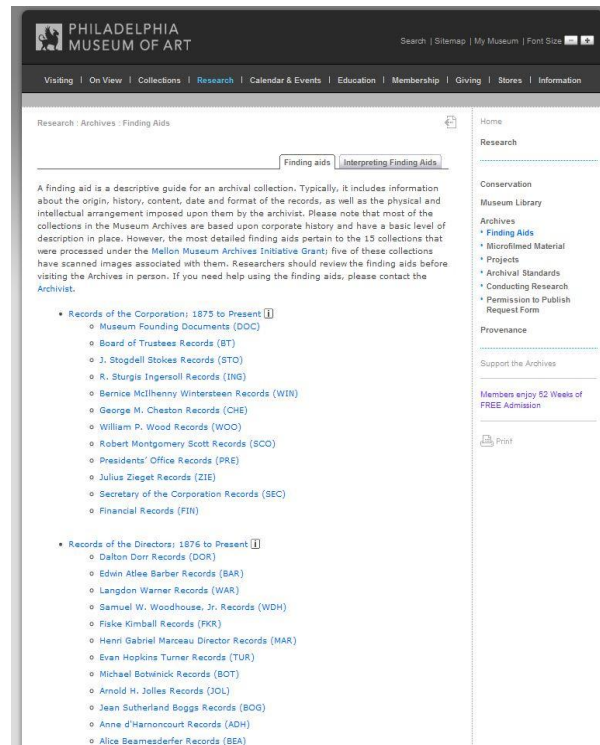 PHILADELPHIA
MUSEUM OF ART
Search | Sitemap | My Museum | Font Size - +
Visiting | On View | Collections | Research | Calendar & Events | Education | Membership | Giving | Stores | Information
Research : Archives : Finding Aids
Finding aids Interpreting Finding Aids
A finding aid is a descriptive guide for an archival collection. Typically, it includes information
about the origin, history, content, date and format of the records, as well as the physical and
intellectual arrangement imposed upon them by the archivist. Please note that most of the
collections in the Museum Archives are based upon corporate history and have a basic level of
description in place. However, the most detailed finding aids pertain to the 15 collections that
were processed under the Mellon Museum Archives Initiative Grant; five of these collections
have scanned images associated with them. Researchers should review the finding aids before
visiting the Archives in person. If you need help using the finding aids, please contact the
Archivist.
• Records of the Corporation; 1875 to Present i
o Museum Founding Documents (DOC)
o Board of Trustees Records (BT)
o J. Stogdell Stokes Records (STO)
o R. Sturgis Ingersoll Records (ING)
o Bernice McIlhenny Wintersteen Records (WIN)
o George M. Cheston Records (CHE)
o William P. Wood Records (WOO)
o Robert Montgomery Scott Records (SCO)
o Presidents' Office Records (PRE)
o Julius Zieget Records (ZIE)
o Secretary of the Corporation Records (SEC)
o Financial Records (FIN)
• Records of the Directors; 1876 to Present i
o Dalton Dorr Records (DOR)
o Edwin Atlee Barber Records (BAR)
o Langdon Warner Records (WAR)
o Samuel W. Woodhouse, Jr. Records (WDH)
o Fiske Kimball Records (FKR)
o Henri Gabriel Marceau Director Records (MAR)
o Evan Hopkins Turner Records (TUR)
o Michael Botwinick Records (BOT)
o Arnold H. Jolles Records (JOL)
o Jean Sutherland Boggs Records (BOG)
o Anne d'Harnoncourt Records (ADH)
o Alice Beamesderfer Records (BEA)
Home
Research
Conservation
Museum Library
Archives
• Finding Aids
• Microfilmed Material
• Projects
• Archival Standards
• Conducting Research
• Permission to Publish
Request Form
Provenance
Support the Archives
Members enjoy 52 Weeks of
FREE Admission
Print